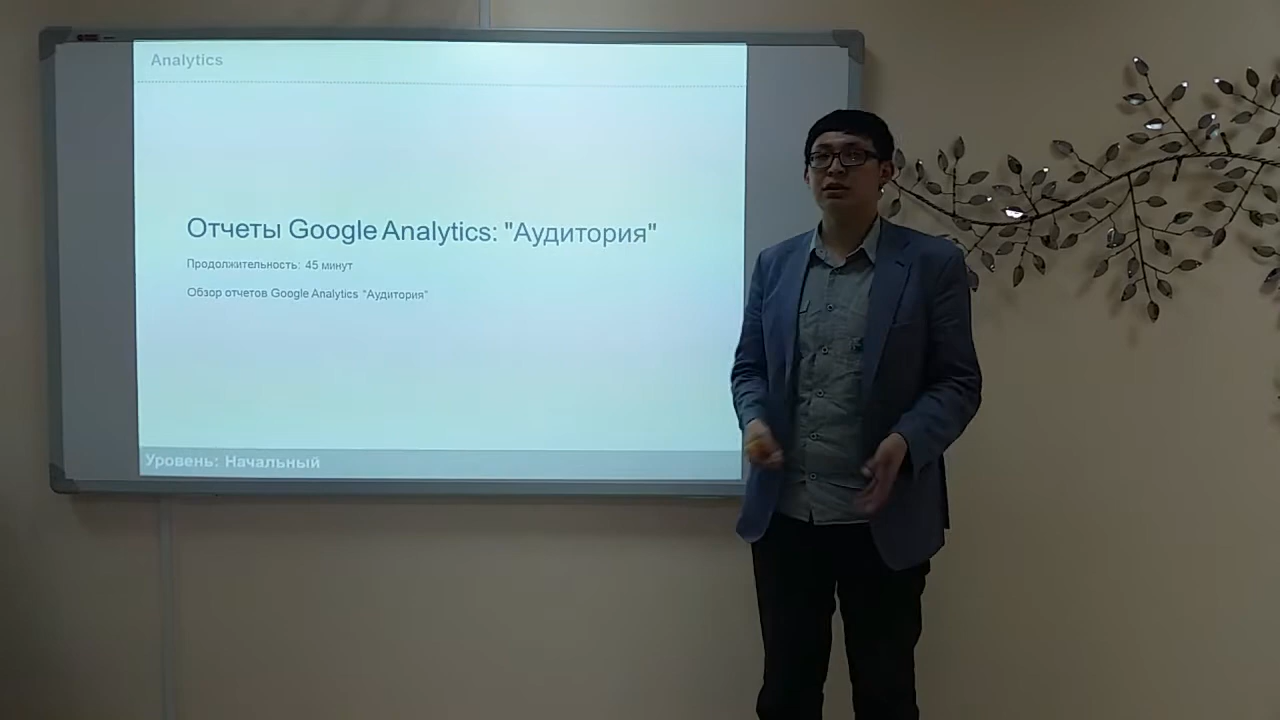 Analytics
Отчеты Google Analytics: "Аудитория"
Продолжительность: 45 минут
Обзор отчетов Google Analytics "Аудитория"
Уровень: Начальный